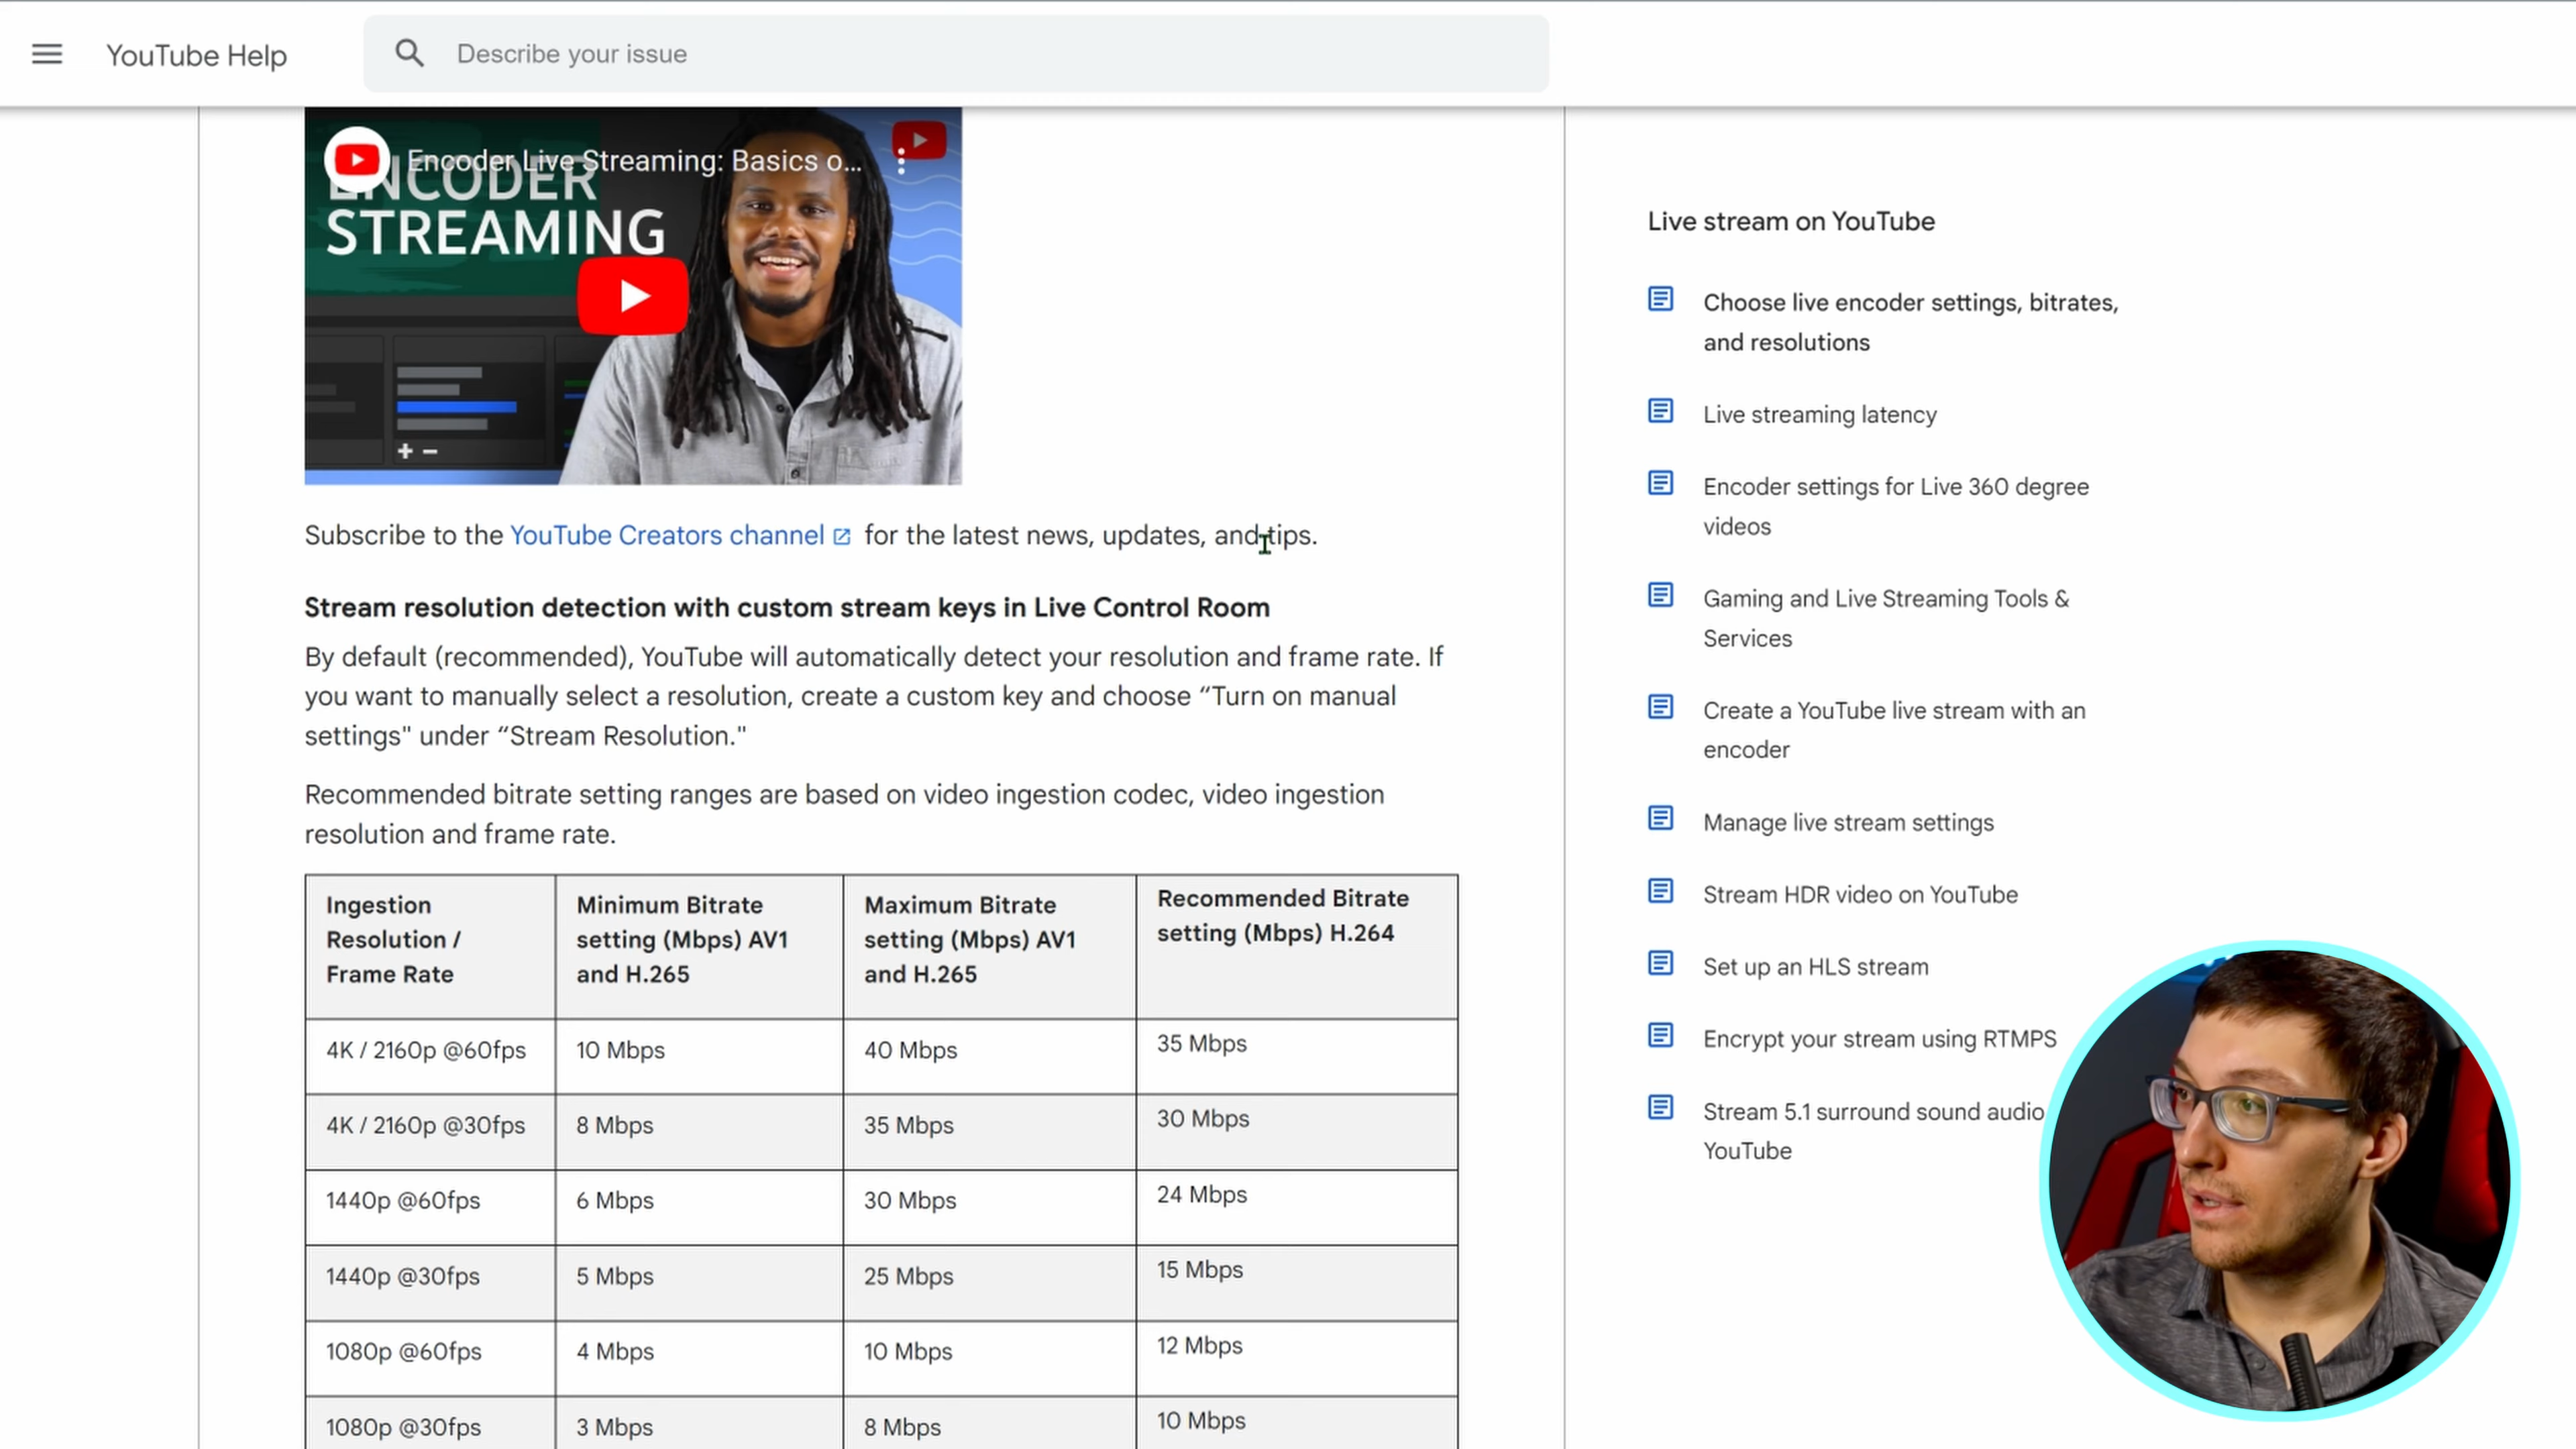 YouTube Help
Describe your issue
Encoder Live Streaming: Basics o...
ENCODER
STREAMING
Subscribe to the YouTube Creators channel for the latest news, updates, and tips.
Stream resolution detection with custom stream keys in Live Control Room
By default (recommended), YouTube will automatically detect your resolution and frame rate. If
you want to manually select a resolution, create a custom key and choose “Turn on manual
settings" under “Stream Resolution."
Recommended bitrate setting ranges are based on video ingestion codec, video ingestion
resolution and frame rate.
Ingestion
Resolution /
Frame Rate
Minimum Bitrate
setting (Mbps) AV1
and H.265
Maximum Bitrate
setting (Mbps) AV1
and H.265
Recommended Bitrate
setting (Mbps) H.264
4K / 2160p @60fps 10 Mbps 40 Mbps 35 Mbps
4K / 2160p @30fps 8 Mbps 35 Mbps 30 Mbps
1440p @60fps 6 Mbps 30 Mbps 24 Mbps
1440p @30fps 5 Mbps 25 Mbps 15 Mbps
1080p @60fps 4 Mbps 10 Mbps 12 Mbps
1080p @30fps 3 Mbps 8 Mbps 10 Mbps
Live stream on YouTube
Choose live encoder settings, bitrates,
and resolutions
Live streaming latency
Encoder settings for Live 360 degree
videos
Gaming and Live Streaming Tools &
Services
Create a YouTube live stream with an
encoder
Manage live stream settings
Stream HDR video on YouTube
Set up an HLS stream
Encrypt your stream using RTMPS
Stream 5.1 surround sound audio
YouTube